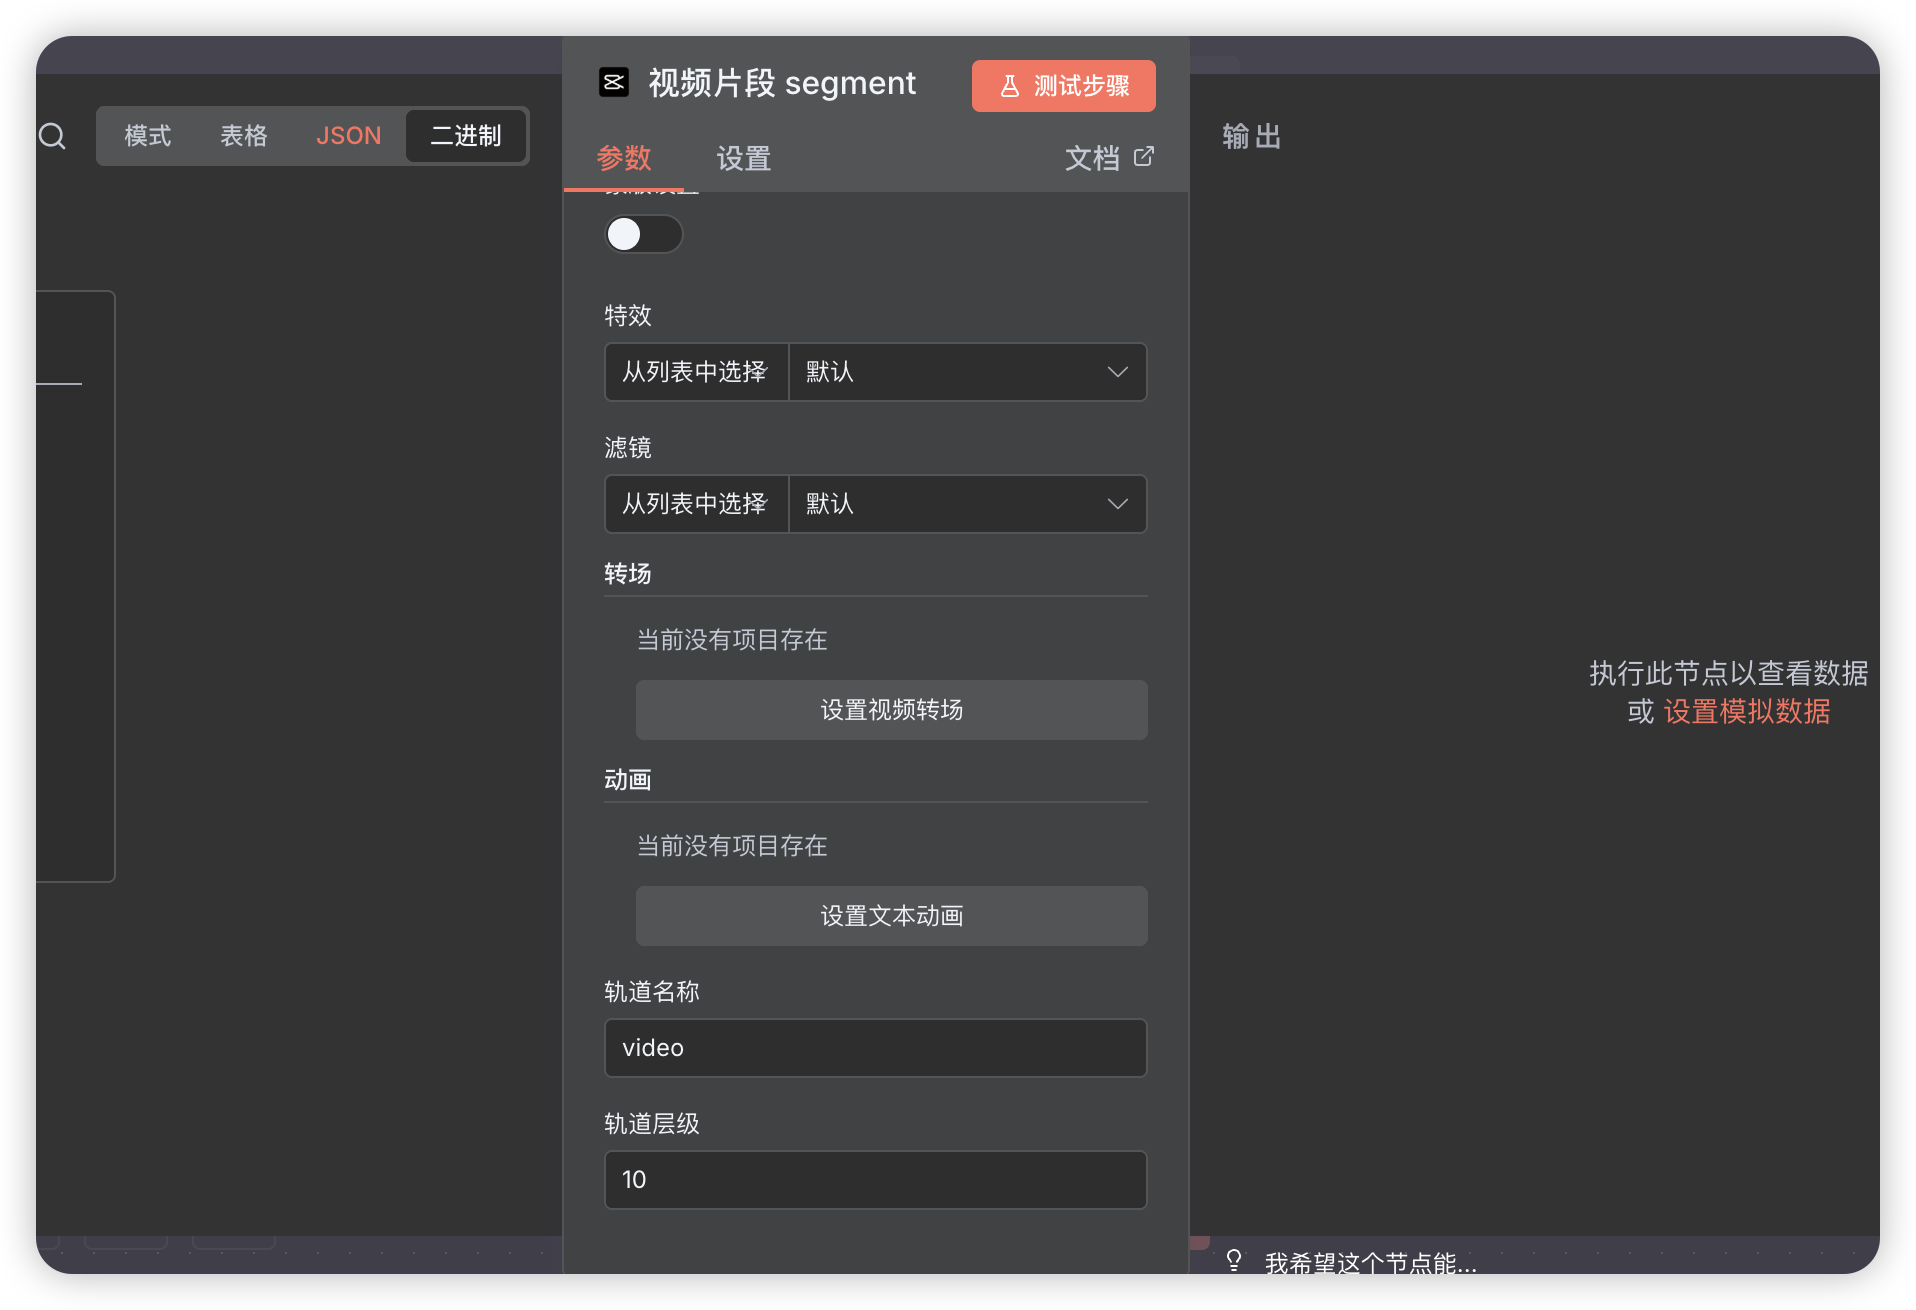 视频片段 segment
测试步骤
模式 表格 JSON 二进制
输出
参数 设置 文档
特效
从列表中选择 默认
滤镜
从列表中选择 默认
转场
当前没有项目存在
设置视频转场
动画
当前没有项目存在
设置文本动画
轨道名称
video
轨道层级
10
执行此节点以查看数据
或 设置模拟数据
我希望这个节点能...